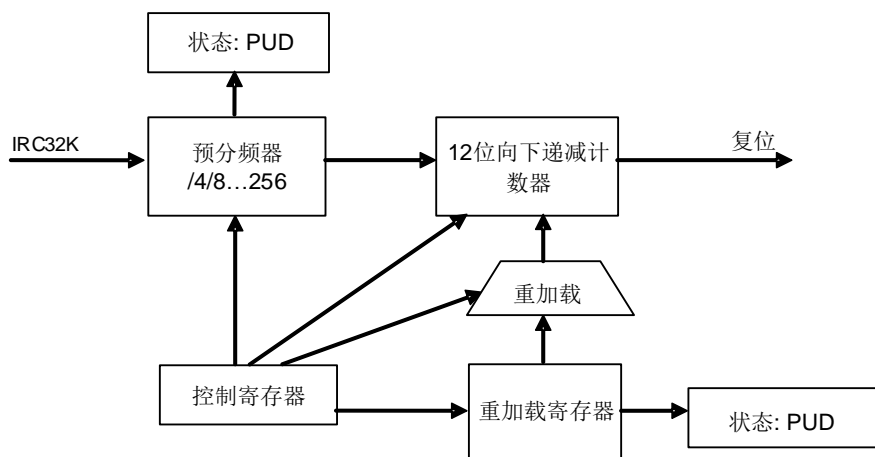 状态: PUD
IRC32K
预分频器
/4/8…256
12位向下递减计
数器
复位
重加载
控制寄存器
重加载寄存器
状态: PUD